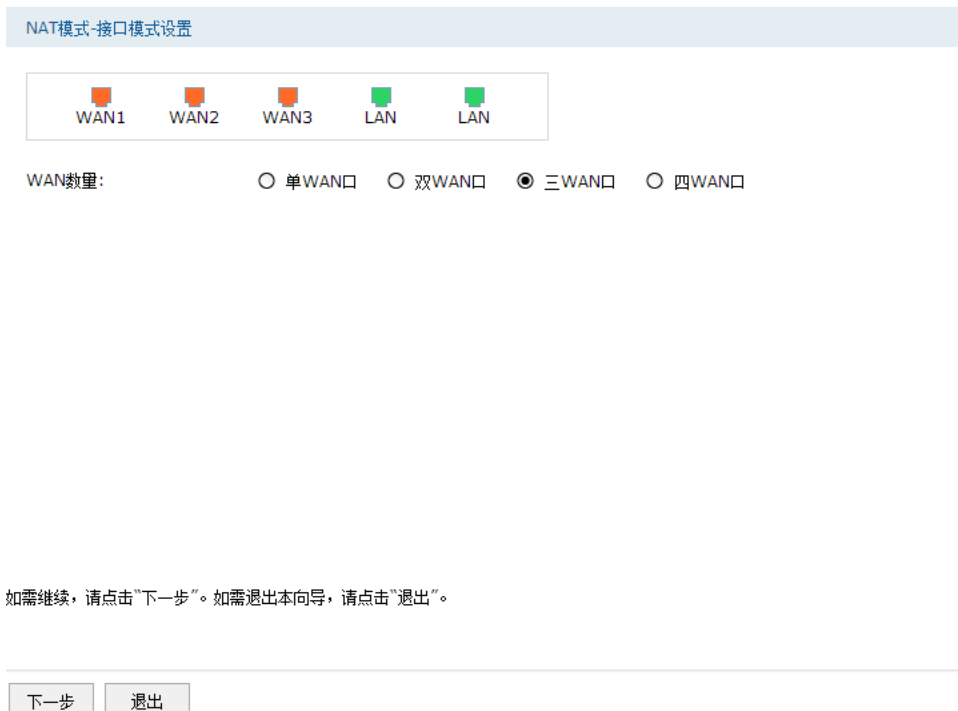 NAT模式-接口模式设置
WAN1 WAN2 WAN3 LAN LAN
WAN数量: 单WAN口 双WAN口 三WAN口 四WAN口
如需继续，请点击“下一步”。如需退出本向导，请点击“退出”。
下一步 退出